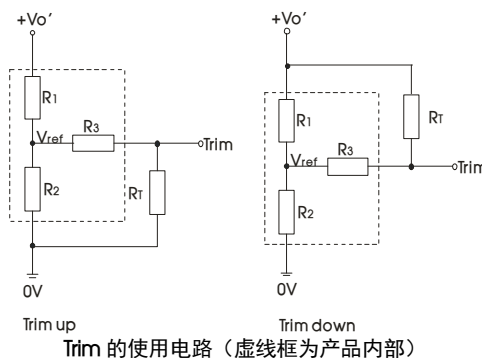 +Vo'
+Vo'
R1
R1
RT
Vref
R3
Trim
Vref
R3
Trim
R2
RT
R2
0V
0V
Trim up
Trim down
Trim 的使用电路（虚线框为产品内部）